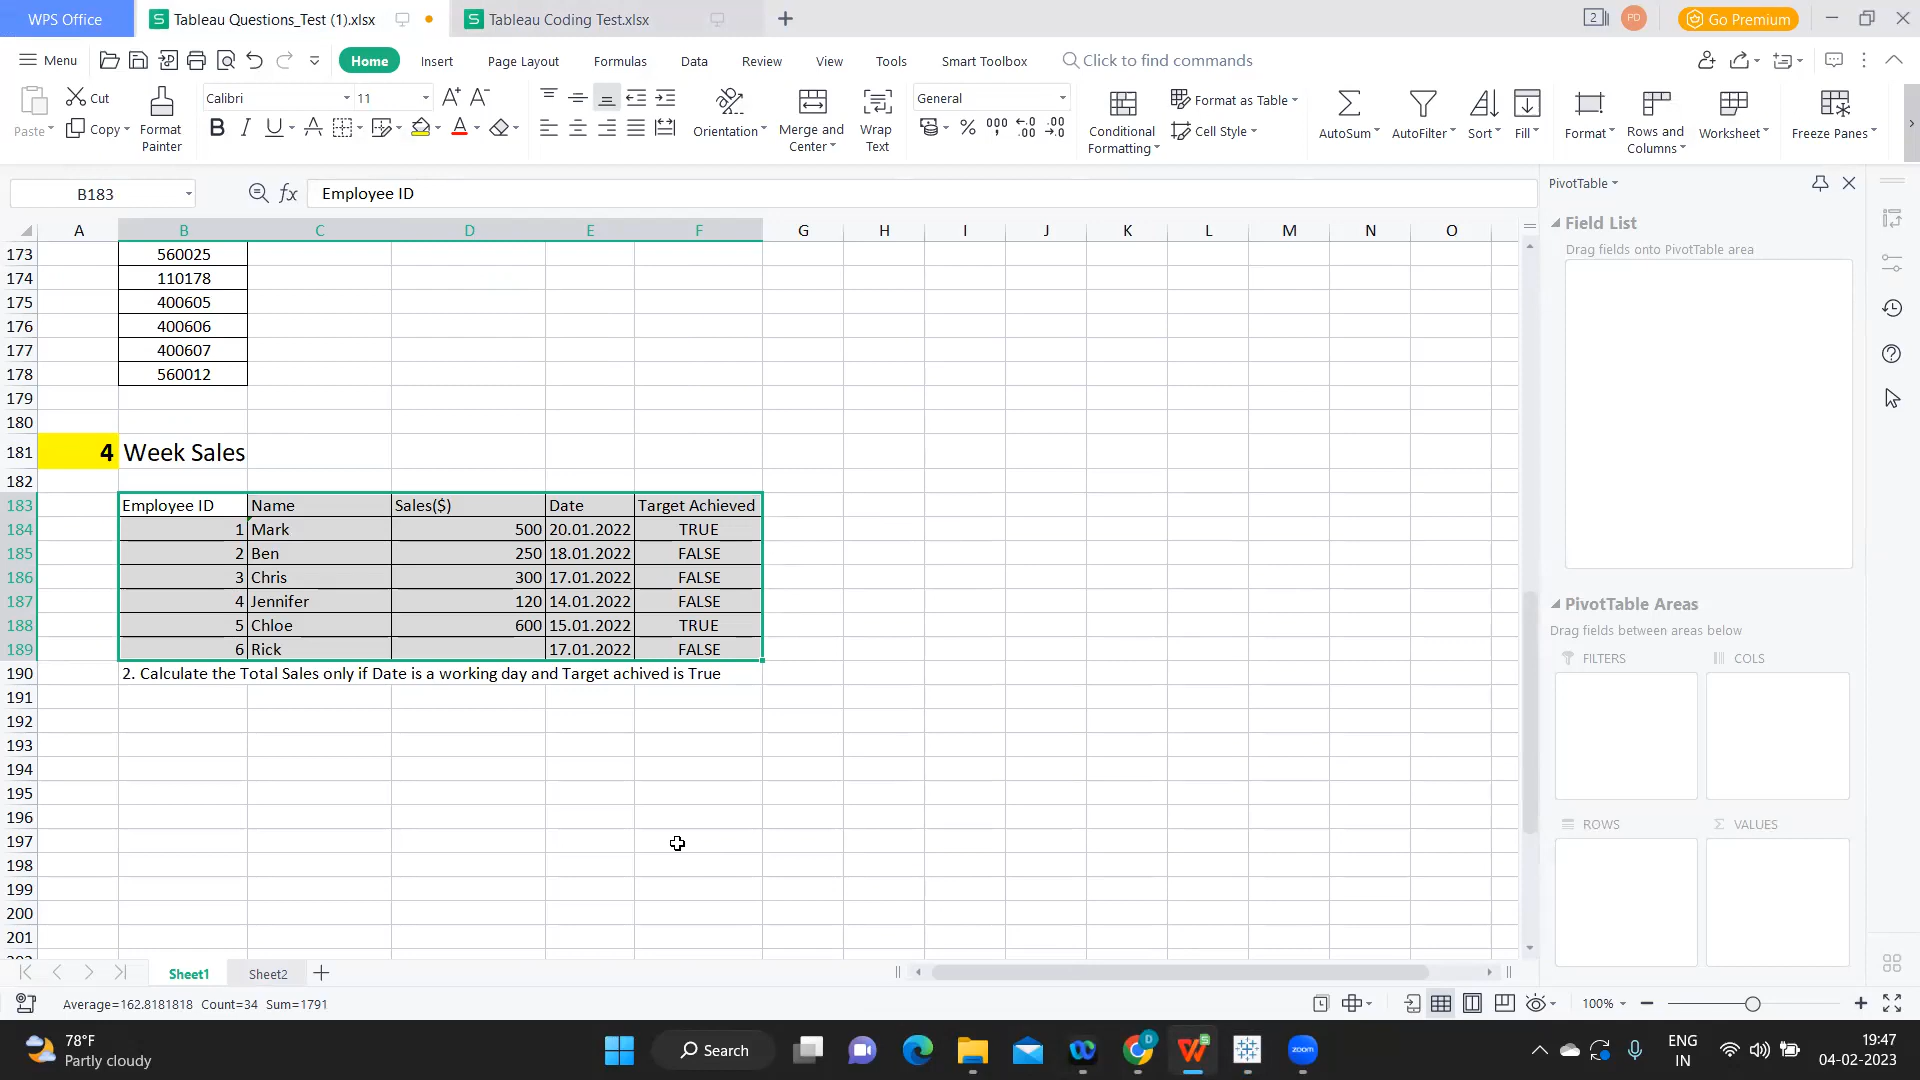 WPS Office
Tableau Questions_Test (1).xlsx
Tableau Coding Test.xlsx
2
PD
Go Premium
Menu
Home
Insert
Page Layout
Formulas
Data
Review
View
Tools
Smart Toolbox
Click to find commands
Paste
Cut
Copy
Format Painter
Calibri
11
Orientation
Merge and Center
Wrap Text
General
Conditional Formatting
Format as Table
Cell Style
AutoSum
AutoFilter
Sort
Fill
Format
Rows and Columns
Worksheet
Freeze Panes
B183
fx
Employee ID
A B C D E F G H I J K L M N O
173 560025
174 110178
175 400605
176 400606
177 400607
178 560012
179
180
181 4 Week Sales
182
183 Employee ID Name Sales($) Date Target Achieved
184 1 Mark 500 20.01.2022 TRUE
185 2 Ben 250 18.01.2022 FALSE
186 3 Chris 300 17.01.2022 FALSE
187 4 Jennifer 120 14.01.2022 FALSE
188 5 Chloe 600 15.01.2022 TRUE
189 6 Rick 17.01.2022 FALSE
190 2. Calculate the Total Sales only if Date is a working day and Target achived is True
191
192
193
194
195
196
197
198
199
200
201
PivotTable
Field List
Drag fields onto PivotTable area
PivotTable Areas
Drag fields between areas below
FILTERS
COLS
ROWS
VALUES
Sheet1
Sheet2
Average=162.8181818 Count=34 Sum=1791
100%
78°F
Partly cloudy
Search
zoom
ENG
IN
19:47
04-02-2023